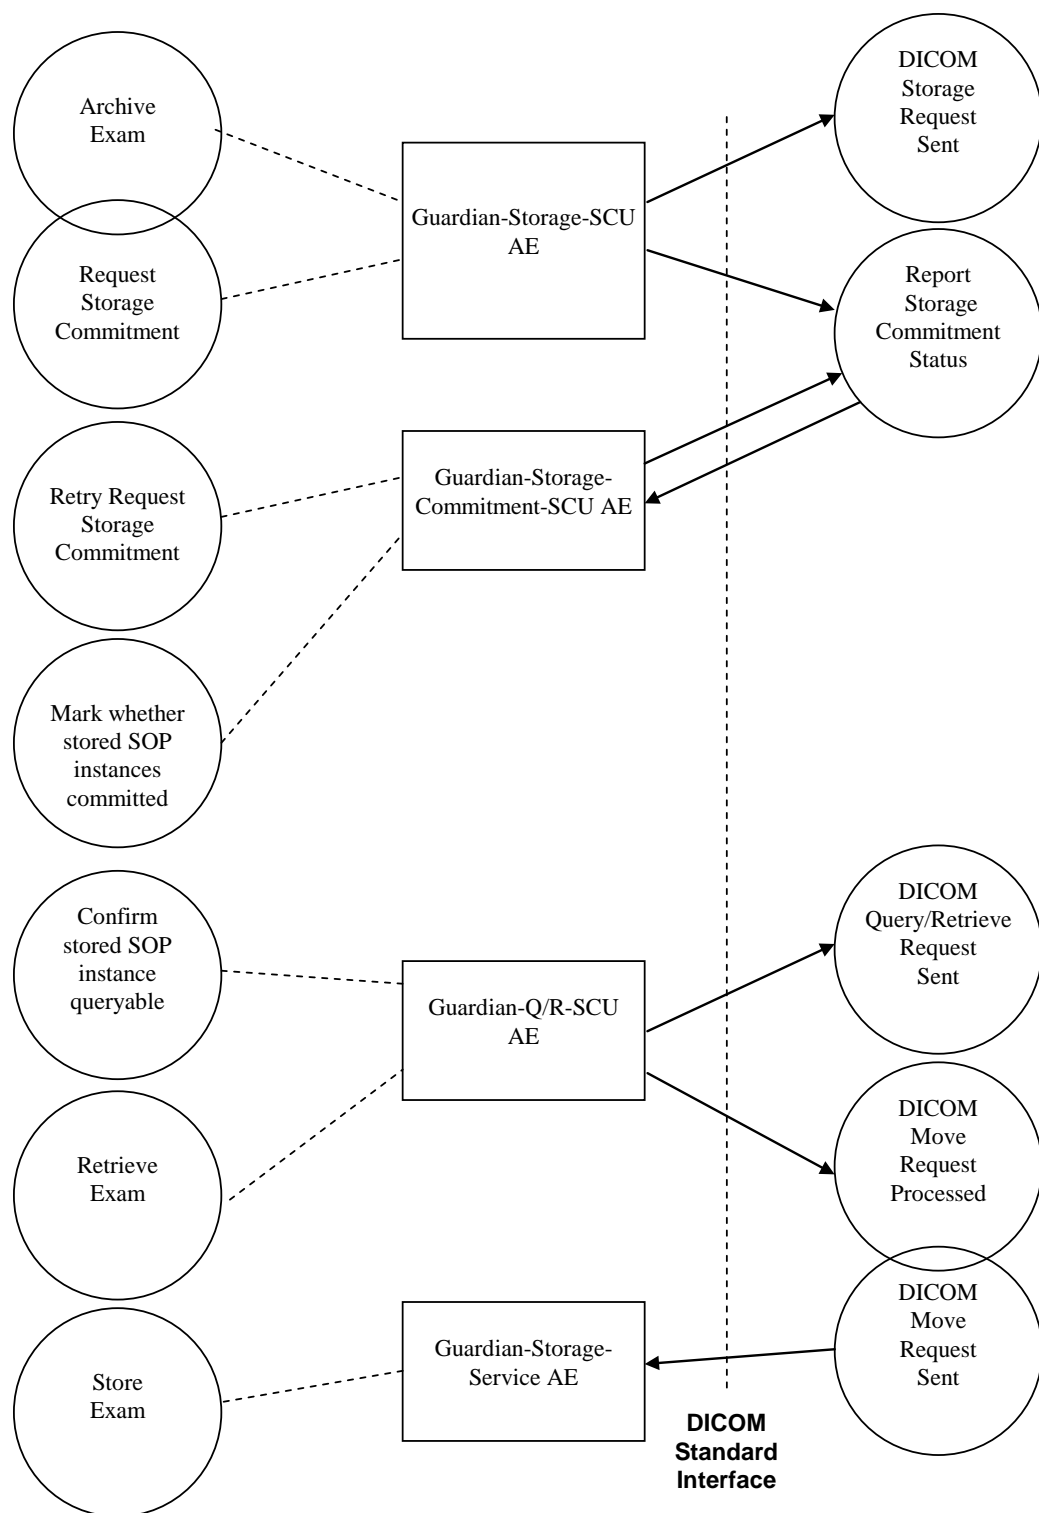 Archive
Exam
Request
Storage
Commitment
Retry Request
Storage
Commitment
Mark whether
stored SOP
instances
committed
Confirm
stored SOP
instance
queryable
Retrieve
Exam
Store
Exam
Guardian-Storage-SCU
AE
Guardian-Storage-
Commitment-SCU AE
Guardian-Q/R-SCU
AE
Guardian-Storage-
Service AE
DICOM
Standard
Interface
DICOM
Storage
Request
Sent
Report
Storage
Commitment
Status
DICOM
Query/Retrieve
Request
Sent
DICOM
Move
Request
Processed
DICOM
Move
Request
Sent